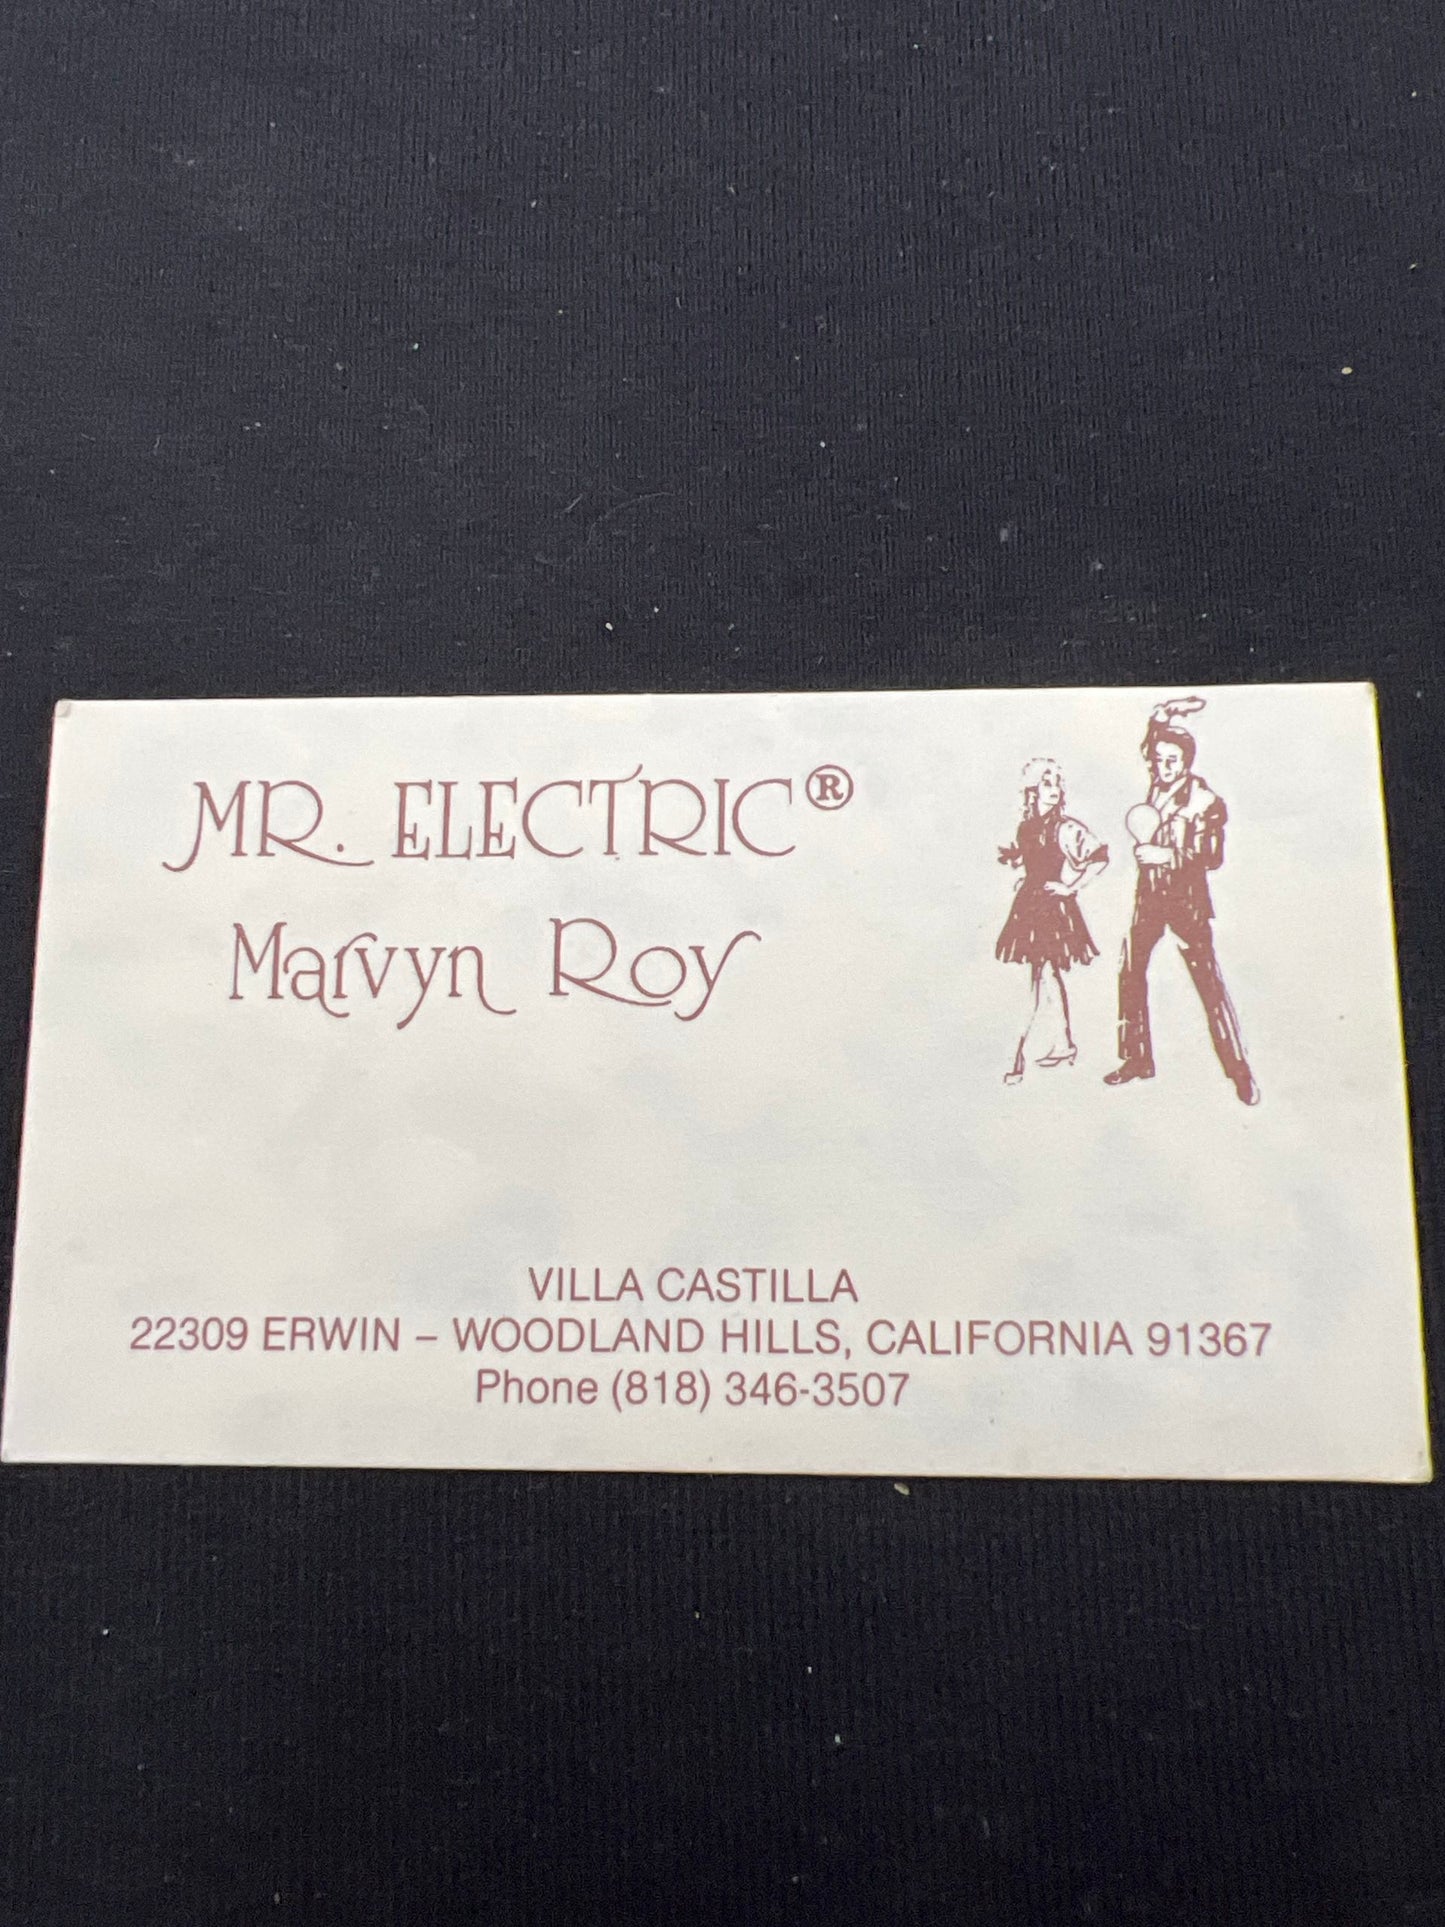 MR. ELECTRIC®
Marvyn Roy
VILLA CASTILLA
22309 ERWIN – WOODLAND HILLS, CALIFORNIA 91367
Phone (818) 346-3507